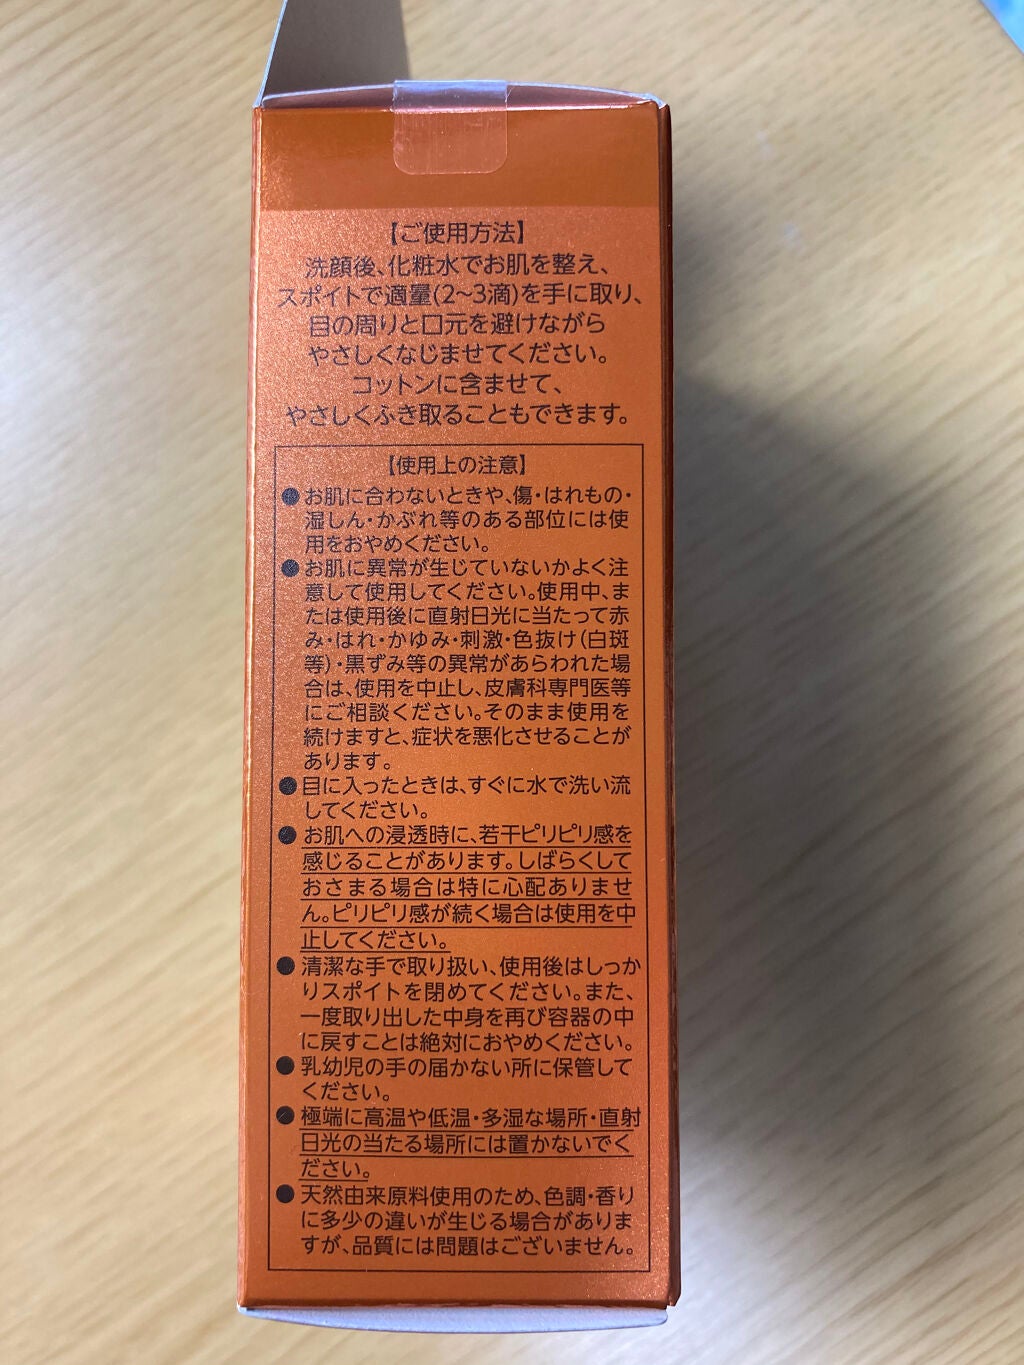 【ご使用方法】
洗顔後、化粧水でお肌を整え、
スポイトで適量(2〜3滴)を手に取り、
目の周りと口元を避けながら
やさしくなじませてください。
コットンに含ませて、
やさしくふき取ることもできます。
【使用上の注意】
●お肌に合わないときや、傷・はれもの・
湿しん・かぶれ等のある部位には使
用をおやめください。
●お肌に異常が生じていないかよく注
意して使用してください。使用中、ま
たは使用後に直射日光に当たって赤
み・はれ・かゆみ・刺激・色抜け(白斑
等)・黒ずみ等の異常があらわれた場
合は、使用を中止し、皮膚科専門医等
にご相談ください。そのまま使用を
続けますと、症状を悪化させることが
あります。
●目に入ったときは、すぐに水で洗い流
してください。
●お肌への浸透時に、若干ピリピリ感を
感じることがあります。しばらくして
おさまる場合は特に心配ありませ
ん。ピリピリ感が続く場合は使用を中
止してください。
●清潔な手で取り扱い、使用後はしっか
りスポイトを閉めてください。また、
一度取り出した中身を再び容器の中
に戻すことは絶対におやめください。
●乳幼児の手の届かない所に保管して
ください。
●極端に高温や低温・多湿な場所・直射
日光の当たる場所には置かないでく
ださい。
●天然由来原料使用のため、色調・香り
に多少の違いが生じる場合がありま
すが、品質には問題はございません。